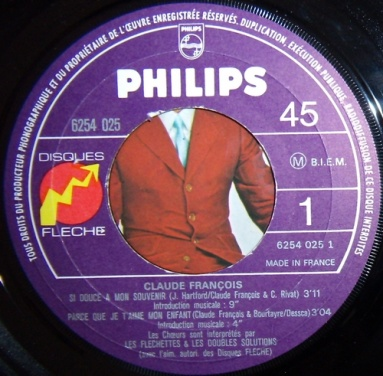 TOUS DROITS DU PRODUCTEUR PHONOGRAPHIQUE ET DU PROPRIÉTAIRE DE L'ŒUVRE ENREGISTRÉE RÉSERVÉS. DUPLICATION, EXÉCUTION PUBLIQUE, RADIODIFFUSION DE CE DISQUE INTERDITES
PHILIPS
PHILIPS
6254 025
45
DISQUES
FLECHE
M B.I.E.M.
1
6254 025 1
MADE IN FRANCE
CLAUDE FRANÇOIS
SI DOUCE A MON SOUVENIR (J. Hartford/Claude François & C. Rivat) 3'11
Introduction musicale : 9"
PARCE QUE JE T'AIME MON ENFANT (Claude François & Bourtayre/Dessca) 3'04
Introduction musicale : 4"
Les Chœurs sont interprétés par
LES FLECHETTES & LES DOUBLES SOLUTIONS
(avec l'aim. autori. des Disques FLECHE)